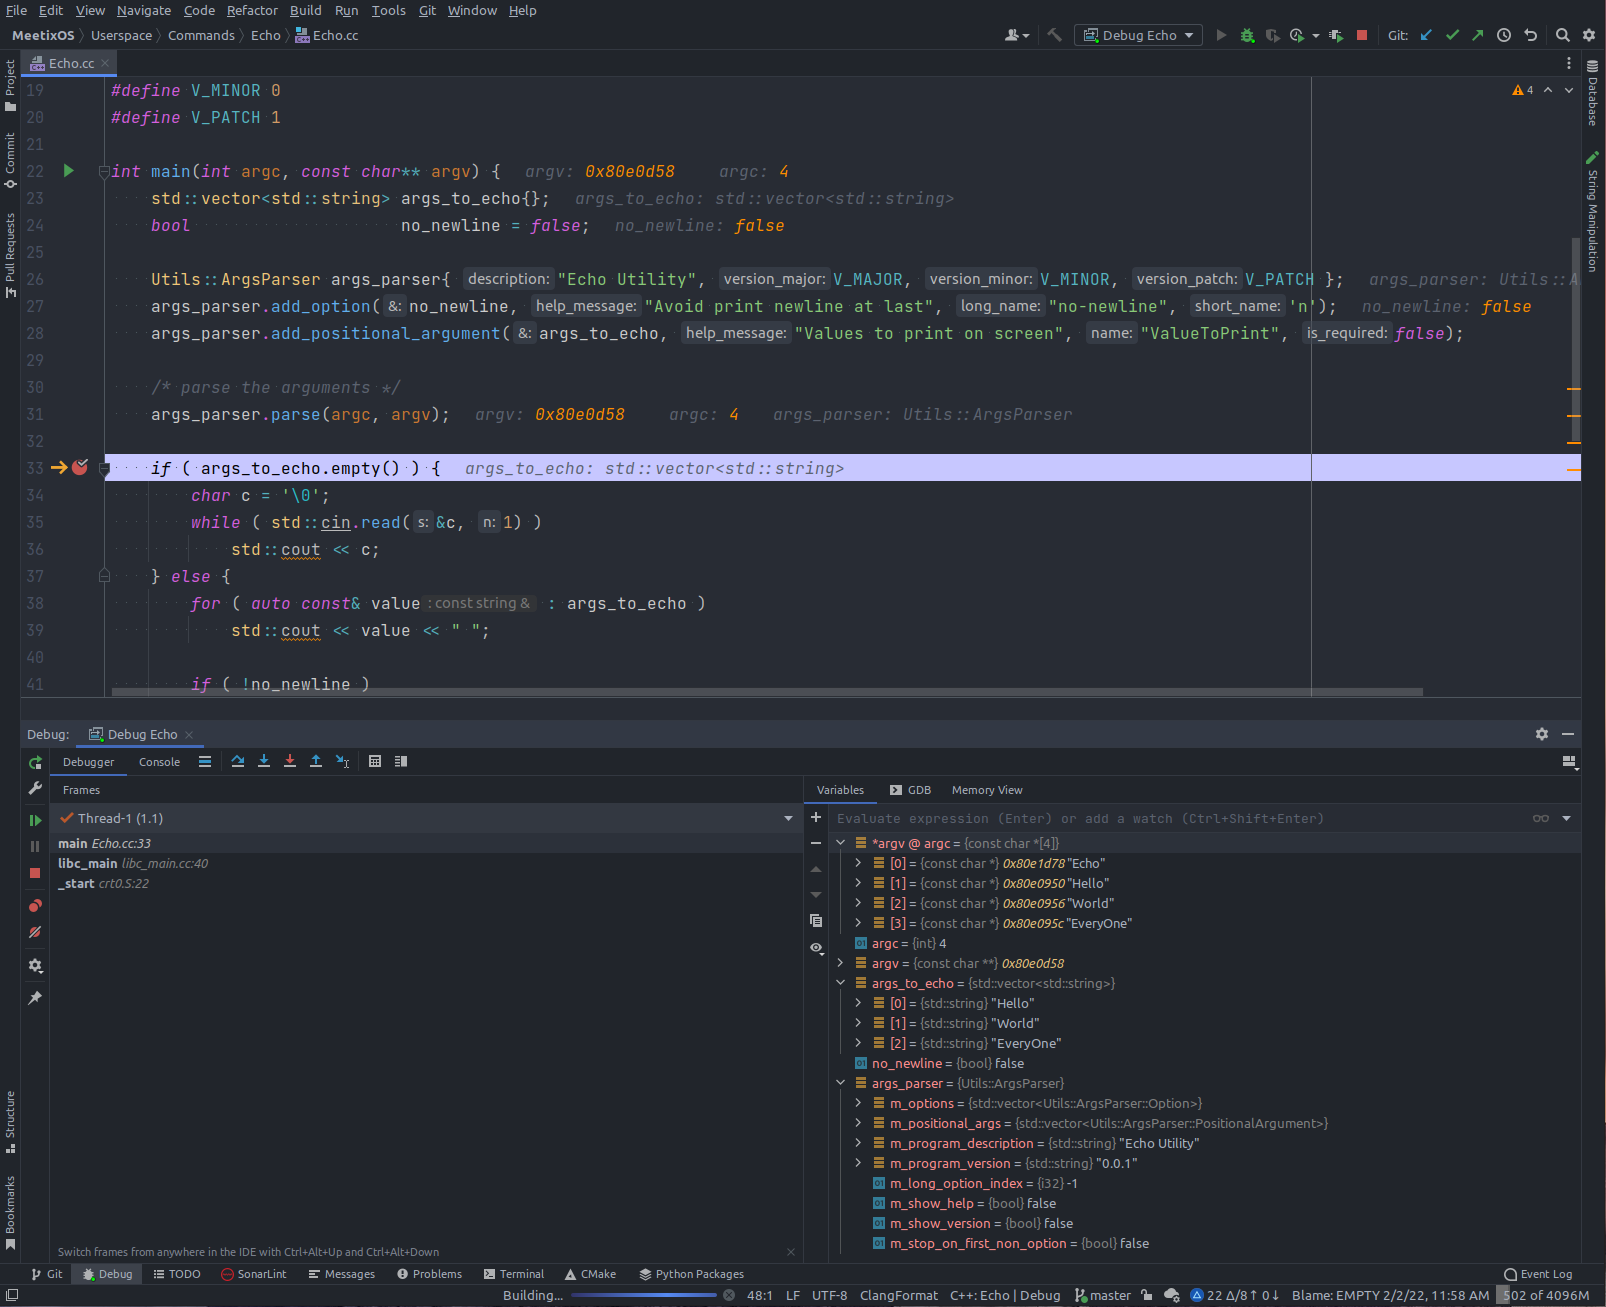 File Edit View Navigate Code Refactor Build Run Tools Git Window Help
MeetixOS Userspace Commands Echo Echo.cc
Debug Echo
Git:
Echo.cc
19 #define V_MINOR 0
4
20 #define V_PATCH 1
21
22 int main(int argc, const char** argv) { argv: 0x80e0d58 argc: 4
23 std::vector<std::string> args_to_echo{}; args_to_echo: std::vector<std::string>
24 bool no_newline = false; no_newline: false
25
26 Utils::ArgsParser args_parser{ description: "Echo Utility", version_major: V_MAJOR, version_minor: V_MINOR, version_patch: V_PATCH }; args_parser: Utils::A
27 args_parser.add_option( &: no_newline, help_message: "Avoid print newline at last", long_name: "no-newline", short_name: 'n'); no_newline: false
28 args_parser.add_positional_argument( &: args_to_echo, help_message: "Values to print on screen", name: "ValueToPrint", is_required: false);
29
30 /* parse the arguments */
31 args_parser.parse(argc, argv); argv: 0x80e0d58 argc: 4 args_parser: Utils::ArgsParser
32
33 if ( args_to_echo.empty() ) { args_to_echo: std::vector<std::string>
34 char c = '\0';
35 while ( std::cin.read( s: &c, n: 1) )
36 std::cout << c;
37 } else {
38 for ( auto const& value : const string & : args_to_echo )
39 std::cout << value << " ";
40
41 if ( !no_newline )
Project
Commit
Pull Requests
Structure
Bookmarks
Database
String Manipulation
Debug: Debug Echo
Debugger Console
Frames
Thread-1 (1.1)
main Echo.cc:33
libc_main libc_main.cc:40
_start crt0.S:22
Switch frames from anywhere in the IDE with Ctrl+Alt+Up and Ctrl+Alt+Down
Variables GDB Memory View
Evaluate expression (Enter) or add a watch (Ctrl+Shift+Enter)
*argv @ argc = {const char *[4]}
[0] = {const char *} 0x80e1d78 "Echo"
[1] = {const char *} 0x80e0950 "Hello"
[2] = {const char *} 0x80e0956 "World"
[3] = {const char *} 0x80e095c "EveryOne"
argc = {int} 4
argv = {const char **} 0x80e0d58
args_to_echo = {std::vector<std::string>}
[0] = {std::string} "Hello"
[1] = {std::string} "World"
[2] = {std::string} "EveryOne"
no_newline = {bool} false
args_parser = {Utils::ArgsParser}
m_options = {std::vector<Utils::ArgsParser::Option>}
m_positional_args = {std::vector<Utils::ArgsParser::PositionalArgument>}
m_program_description = {std::string} "Echo Utility"
m_program_version = {std::string} "0.0.1"
m_long_option_index = {i32} -1
m_show_help = {bool} false
m_show_version = {bool} false
m_stop_on_first_non_option = {bool} false
Git Debug TODO SonarLint Messages Problems Terminal CMake Python Packages Event Log
Building... 48:1 LF UTF-8 ClangFormat C++: Echo | Debug master 22 Δ/8↑ 0↓ Blame: EMPTY 2/2/22, 11:58 AM 502 of 4096M